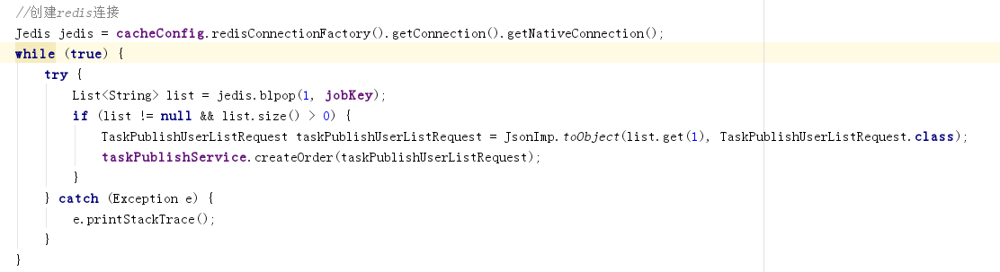 //创建redis连接
Jedis jedis = cacheConfig.redisConnectionFactory().getConnection().getNativeConnection();
while (true) {
    try {
        List<String> list = jedis.blpop(1, jobKey);
        if (list != null && list.size() > 0) {
            TaskPublishUserListRequest taskPublishUserListRequest = JsonImp.toObject(list.get(1), TaskPublishUserListRequest.class);
            taskPublishService.createOrder(taskPublishUserListRequest);
        }
    } catch (Exception e) {
        e.printStackTrace();
    }
}